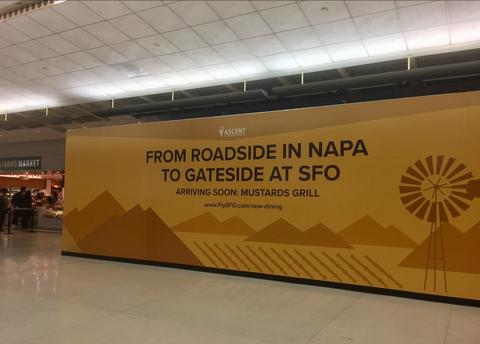 ASCENT
FROM ROADSIDE IN NAPA
TO GATESIDE AT SFO
ARRIVING SOON: MUSTARDS GRILL
www.FlySFO.com/new-dining
FARMS MARKET